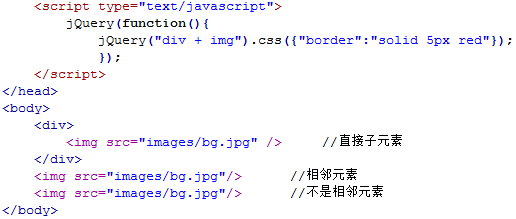 <script type="text/javascript">
jQuery(function(){
jQuery("div + img").css({"border":"solid 5px red"});
});
</script>
</head>
<body>
<div>
<img src="images/bg.jpg" /> //直接子元素
</div>
<img src="images/bg.jpg"/> //相邻元素
<img src="images/bg.jpg"/> //不是相邻元素
</body>